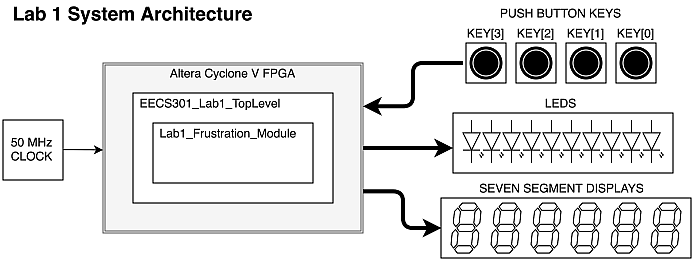 Lab 1 System Architecture
PUSH BUTTON KEYS
KEY[3] KEY[2] KEY[1] KEY[0]
Altera Cyclone V FPGA
EECS301_Lab1_TopLevel
Lab1_Frustration_Module
50 MHz
CLOCK
LEDS
SEVEN SEGMENT DISPLAYS